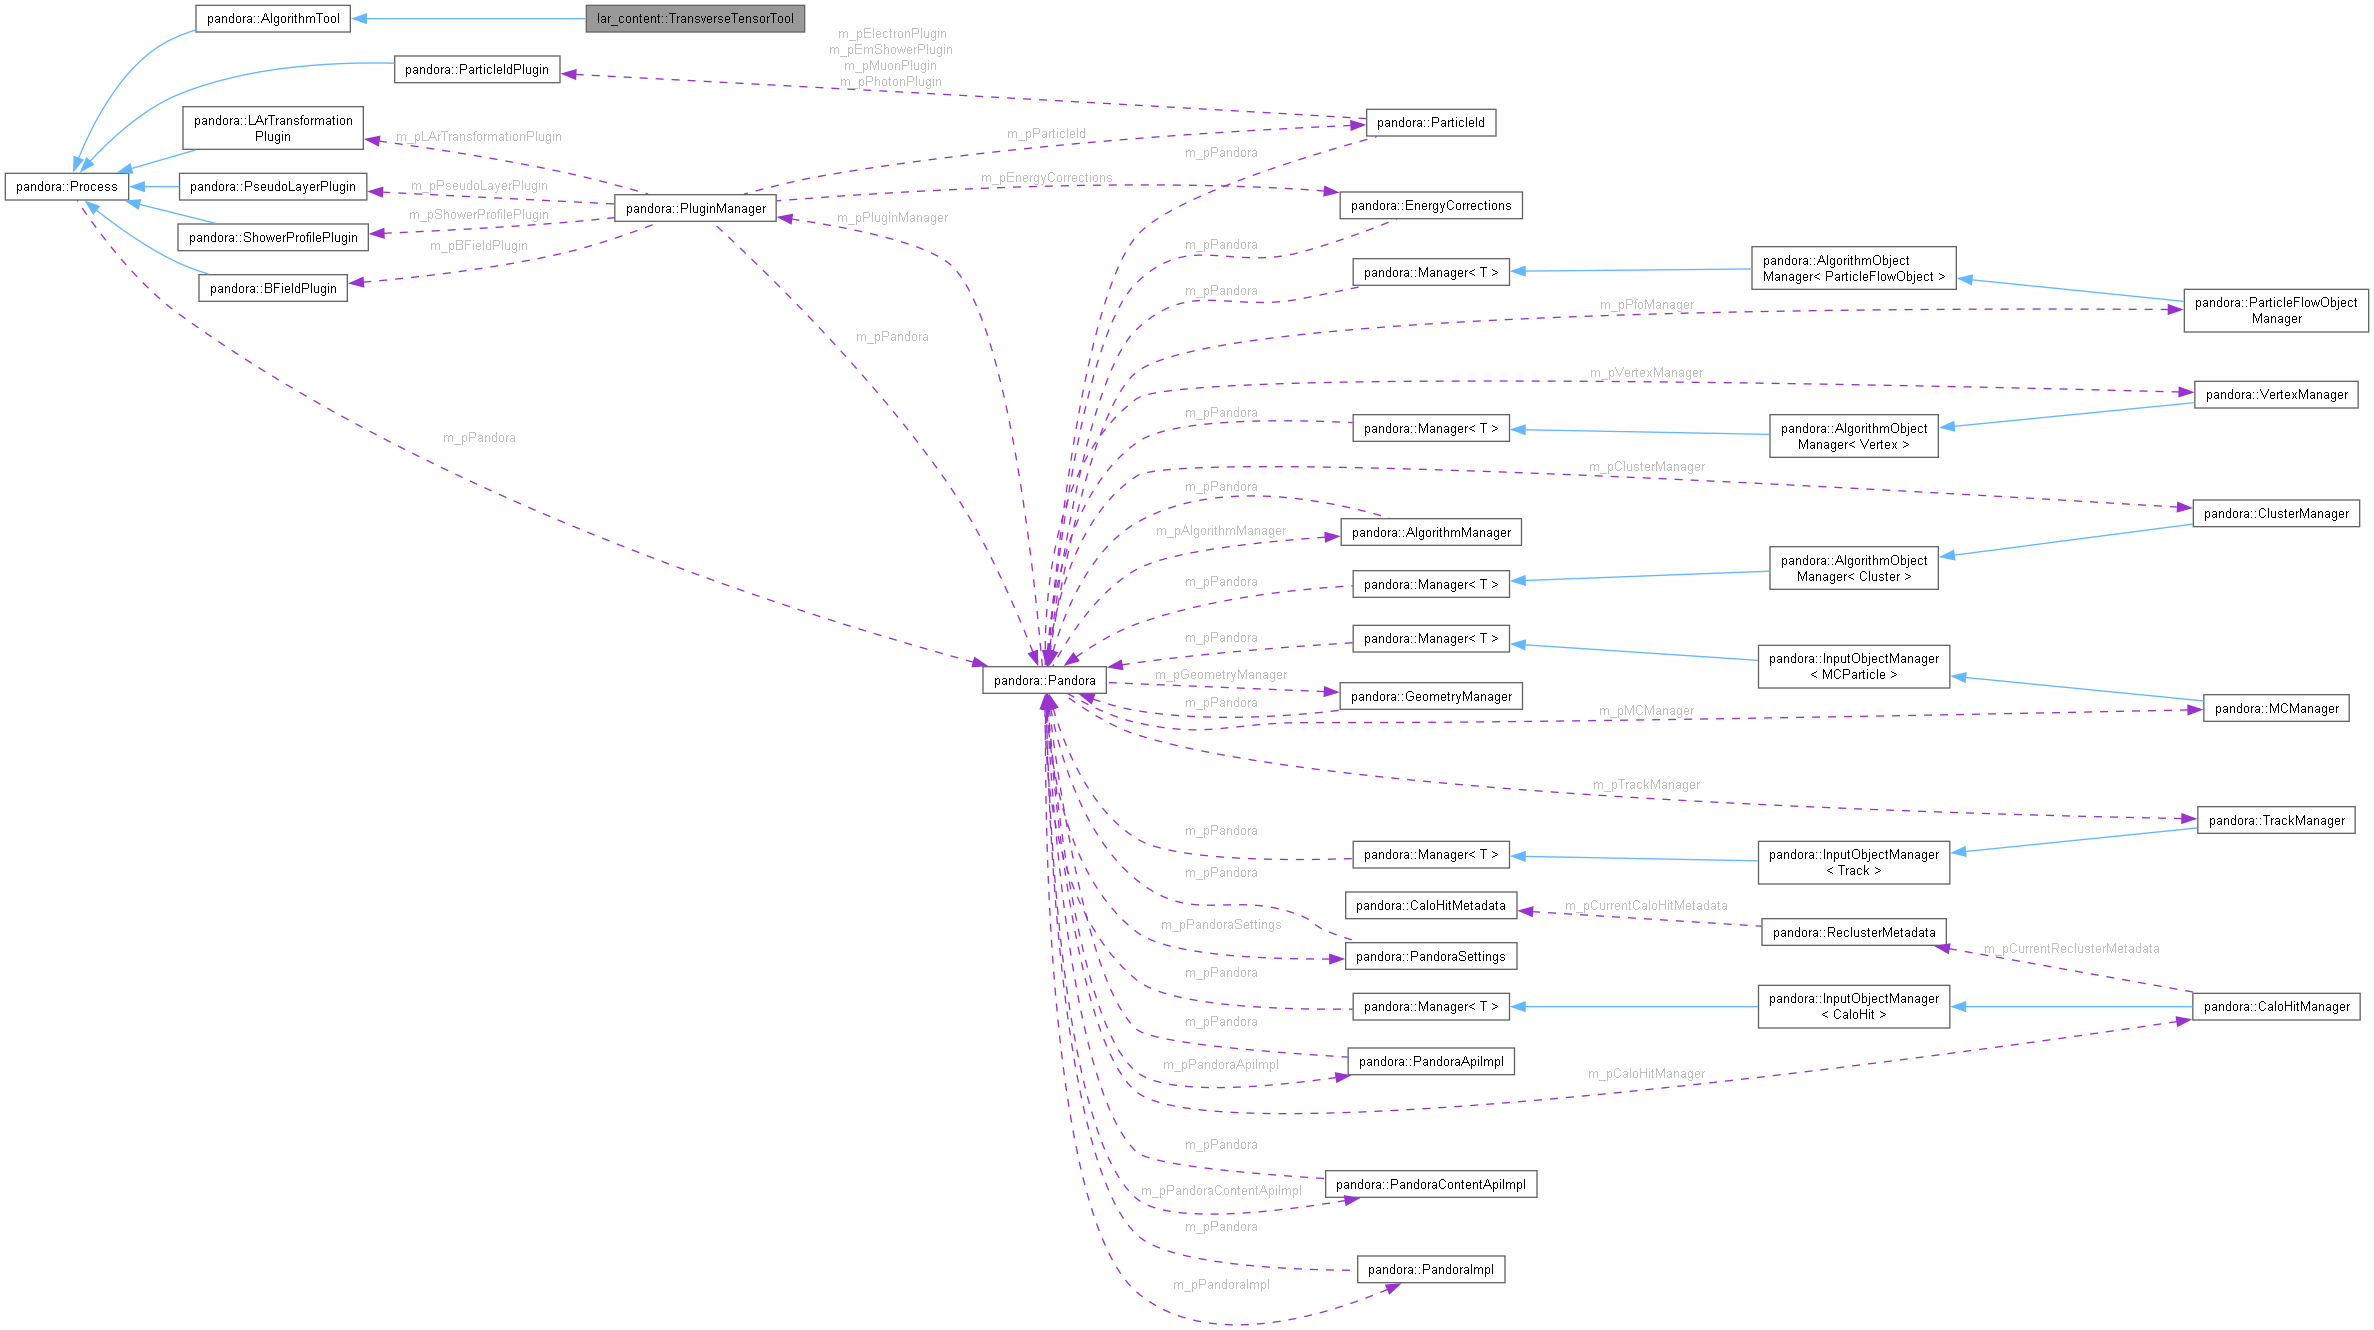 pandora::AlgorithmTool
lar_content::TransverseTensorTool
m_pElectronPlugin
m_pEmShowerPlugin
m_pMuonPlugin
m_pPhotonPlugin
pandora::ParticleIdPlugin
pandora::LArTransformation
Plugin
m_pLArTransformationPlugin
m_pParticleId
pandora::ParticleId
m_pPandora
pandora::Process
pandora::PseudoLayerPlugin
m_pPseudoLayerPlugin
m_pEnergyCorrections
pandora::PluginManager
m_pShowerProfilePlugin
m_pPluginManager
pandora::EnergyCorrections
pandora::ShowerProfilePlugin
m_pBFieldPlugin
m_pPandora
pandora::BFieldPlugin
pandora::Manager< T >
pandora::AlgorithmObject
Manager< ParticleFlowObject >
m_pPandora
m_pPfoManager
pandora::ParticleFlowObject
Manager
m_pPandora
m_pVertexManager
pandora::VertexManager
m_pPandora
pandora::Manager< T >
pandora::AlgorithmObject
Manager< Vertex >
m_pPandora
m_pClusterManager
m_pPandora
pandora::ClusterManager
m_pAlgorithmManager
pandora::AlgorithmManager
pandora::AlgorithmObject
Manager< Cluster >
m_pPandora
pandora::Manager< T >
m_pPandora
pandora::Manager< T >
pandora::InputObjectManager
< MCParticle >
pandora::Pandora
m_pGeometryManager
pandora::GeometryManager
m_pPandora
m_pMCManager
pandora::MCManager
m_pTrackManager
pandora::TrackManager
m_pPandora
pandora::Manager< T >
pandora::InputObjectManager
< Track >
m_pPandora
pandora::CaloHitMetadata
m_pCurrentCaloHitMetadata
pandora::ReclusterMetadata
m_pPandoraSettings
m_pCurrentReclusterMetadata
pandora::PandoraSettings
m_pPandora
pandora::Manager< T >
pandora::InputObjectManager
< CaloHit >
pandora::CaloHitManager
m_pPandora
m_pPandoraApiImpl
pandora::PandoraApiImpl
m_pCaloHitManager
m_pPandora
m_pPandoraContentApiImpl
pandora::PandoraContentApiImpl
m_pPandora
pandora::PandoraImpl
m_pPandoraImpl